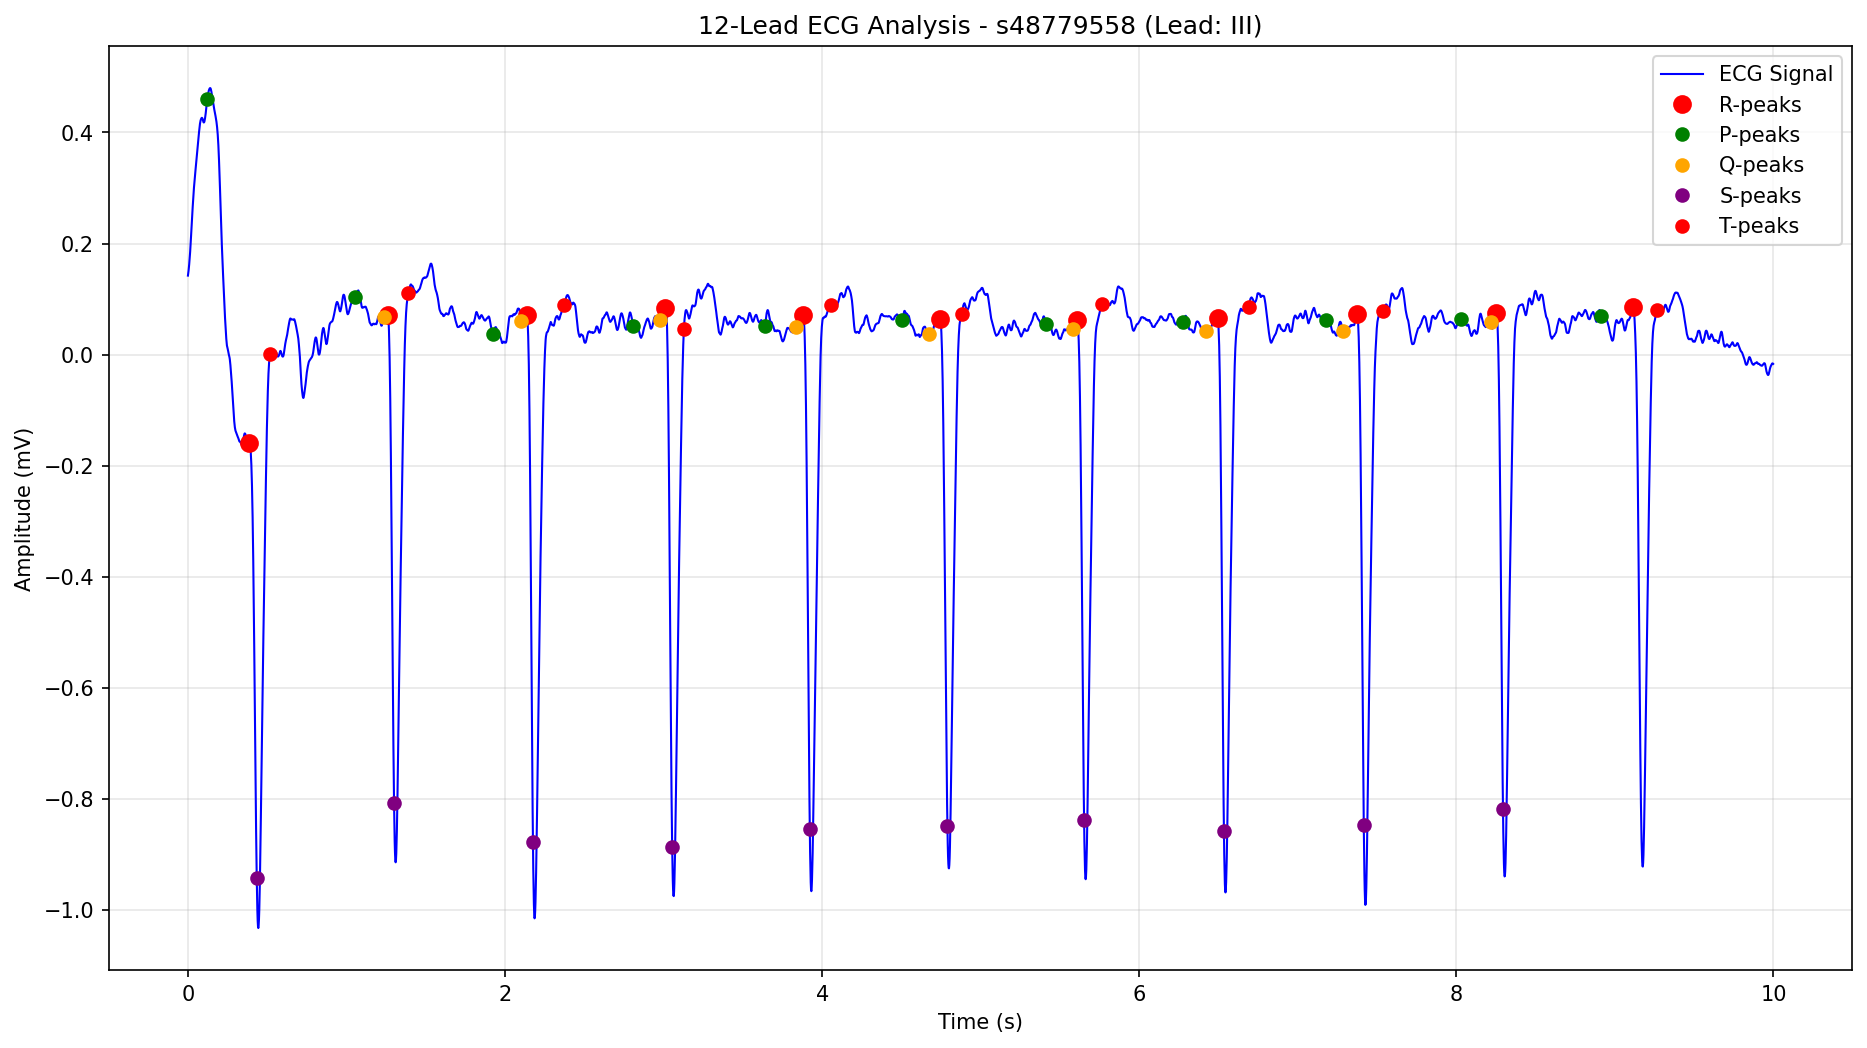 12-Lead ECG Analysis - s48779558 (Lead: III)
ECG Signal
R-peaks
P-peaks
Q-peaks
S-peaks
T-peaks
Amplitude (mV)
0.4
0.2
0.0
−0.2
−0.4
−0.6
−0.8
−1.0
0 2 4 6 8 10
Time (s)